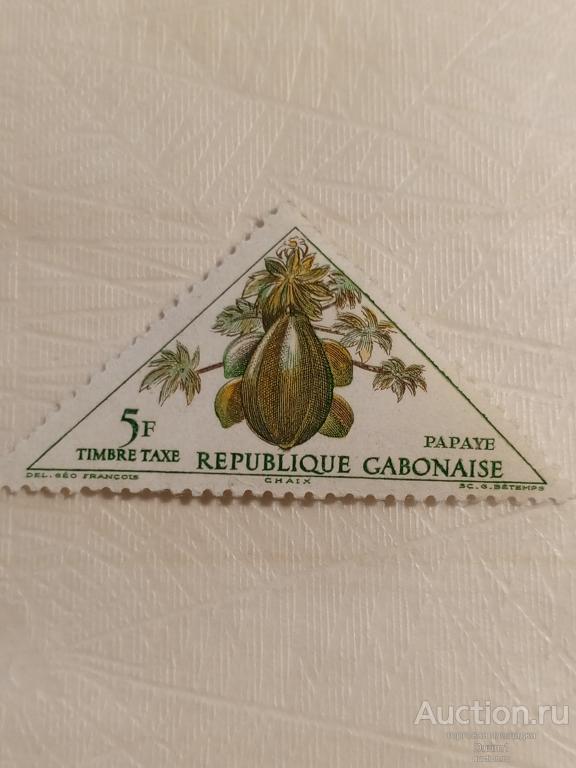 5F
TIMBRE TAXE
PAPAYE
REPUBLIQUE GABONAISE
DEL. GÉO FRANÇOIS
CHAIX
SC. G. BÉTEMPS
Auction.ru